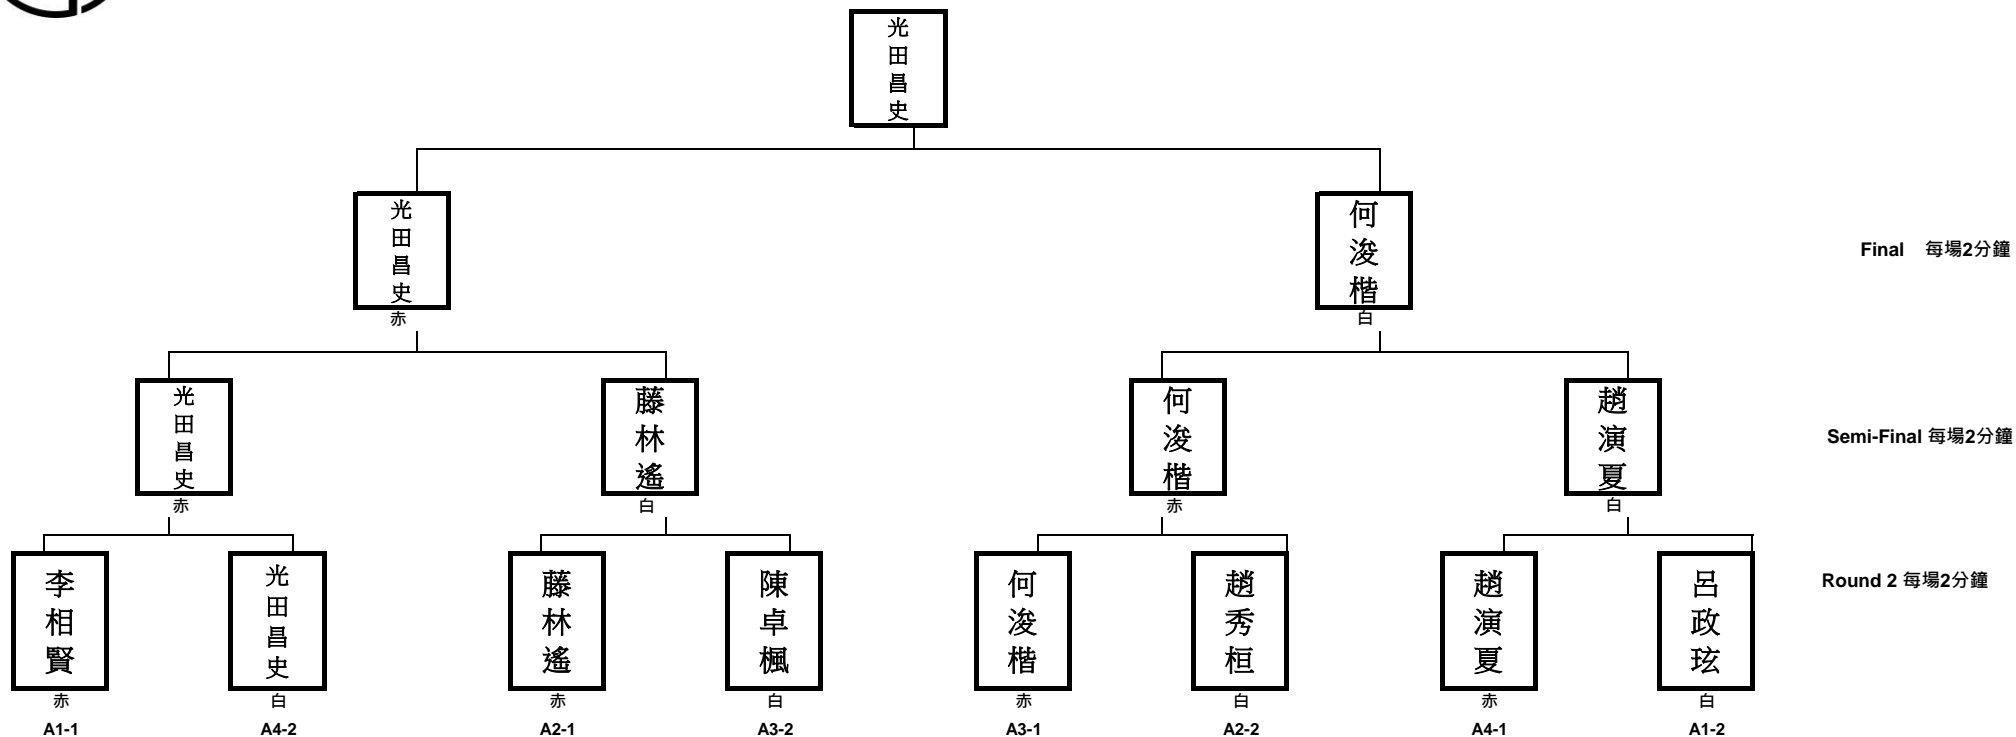 光田昌史
光田昌史
何浚楷
Final 每場2分鐘
赤
白
光田昌史
藤林遙
何浚楷
趙演夏
Semi-Final 每場2分鐘
赤
白
赤
白
李相賢
光田昌史
藤林遙
陳卓楓
何浚楷
趙秀桓
趙演夏
呂政玹
Round 2 每場2分鐘
赤
白
赤
白
赤
白
赤
白
A1-1
A4-2
A2-1
A3-2
A3-1
A2-2
A4-1
A1-2